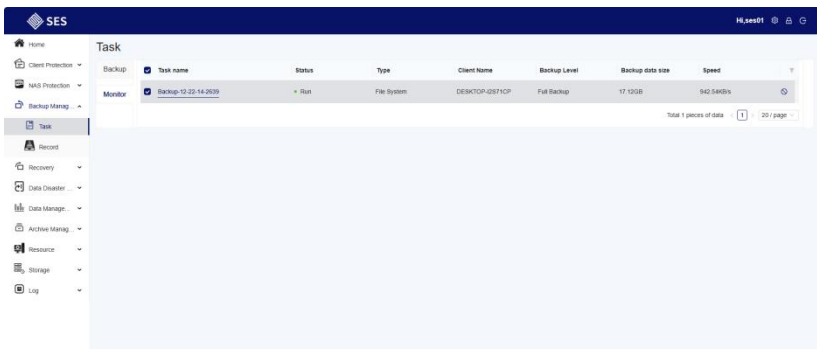 SES
Hi,ses01
Home
Client Protection
NAS Protection
Backup Manag...
Task
Record
Recovery
Data Disaster ...
Data Manage...
Archive Manag...
Resource
Storage
Log
Task
Backup
Monitor
Task name Status Type Client Name Backup Level Backup data size Speed
Backup-12-22-14-2639 Run File System DESKTOP-I2S71CP Full Backup 17.12GB 942.54KB/s
Total 1 pieces of data 1 20 / page